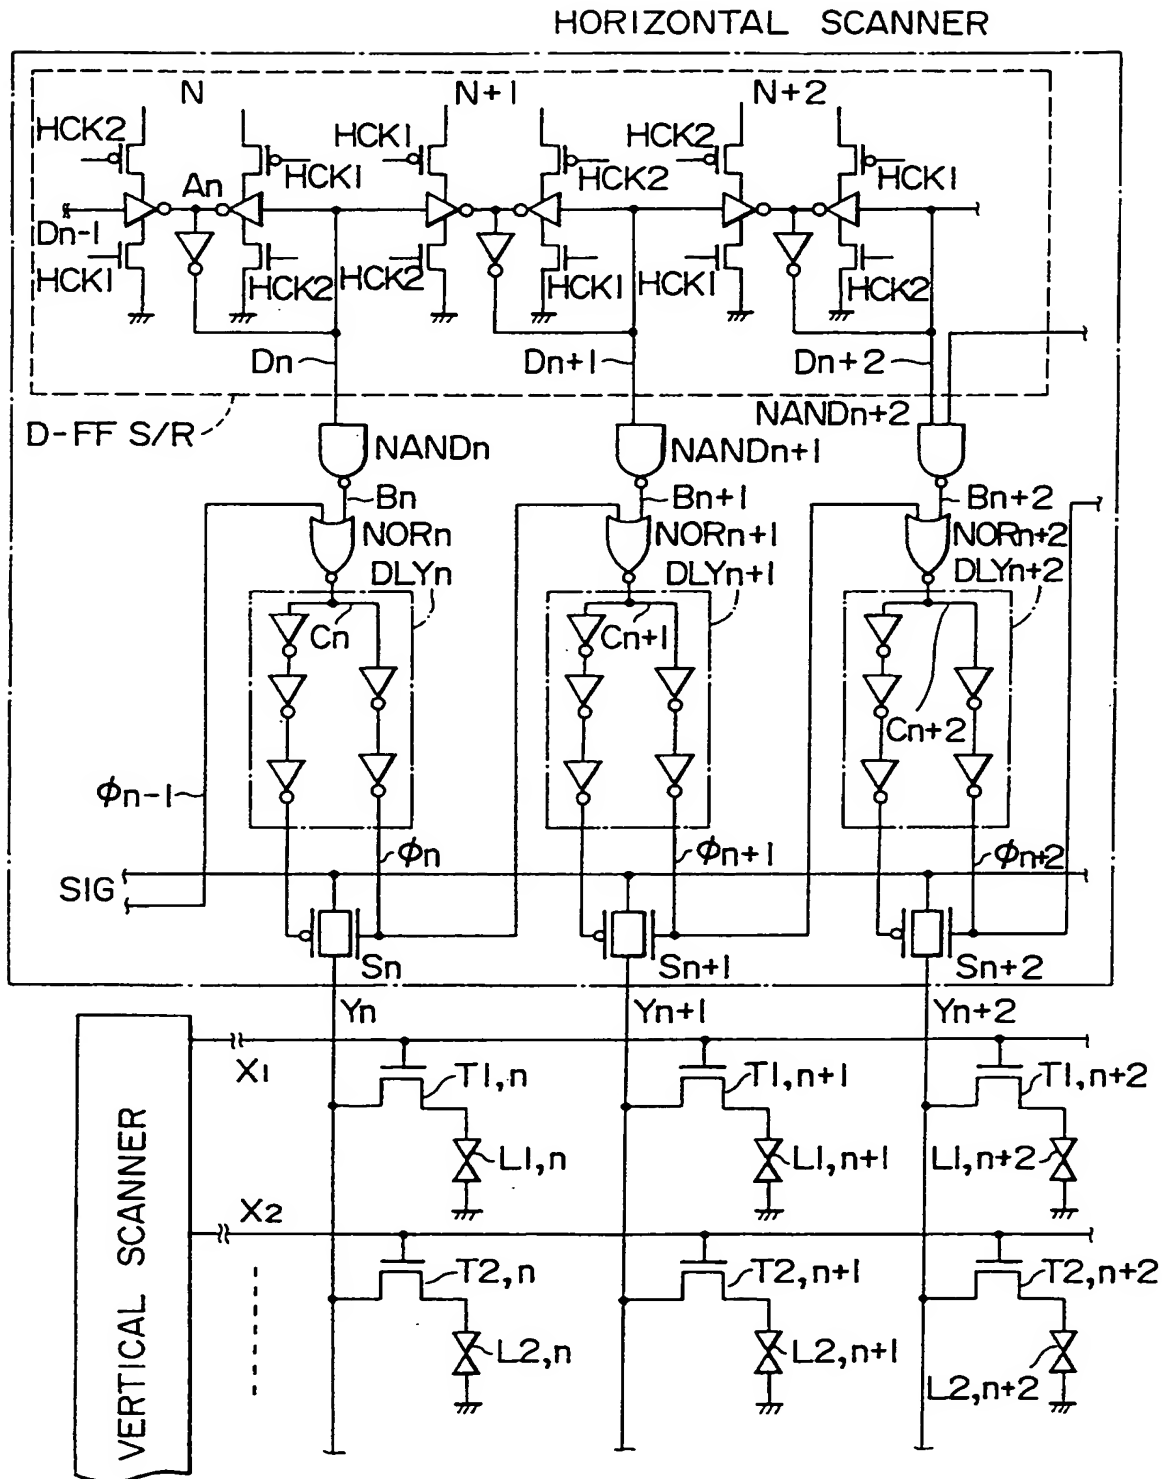 HORIZONTAL SCANNER
N N+1 N+2
HCK2 HCK1 HCK2
An HCK1 HCK2 HCK1
Dn-1
HCK1 HCK2 HCK2 HCK1 HCK1 HCK2
Dn Dn+1 Dn+2
D-FF S/R NANDn NANDn+1 NANDn+2
Bn Bn+1 Bn+2
NORn NORn+1 NORn+2
DLYn DLYn+1 DLYn+2
Cn Cn+1
Cn+2
ϕn-1
ϕn ϕn+1 ϕn+2
SIG
Sn Sn+1 Sn+2
Yn Yn+1 Yn+2
X1 T1,n T1,n+1 T1,n+2
L1,n L1,n+1 L1,n+2
X2
T2,n T2,n+1 T2,n+2
L2,n L2,n+1 L2,n+2
VERTICAL SCANNER